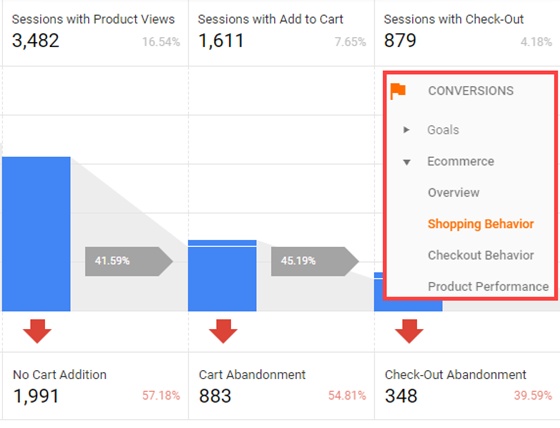 Sessions with Product Views
3,482
16.54%
Sessions with Add to Cart
1,611
7.65%
Sessions with Check-Out
879
4.18%
CONVERSIONS
Goals
Ecommerce
Overview
Shopping Behavior
Checkout Behavior
Product Performance
41.59%
45.19%
No Cart Addition
1,991
57.18%
Cart Abandonment
883
54.81%
Check-Out Abandonment
348
39.59%